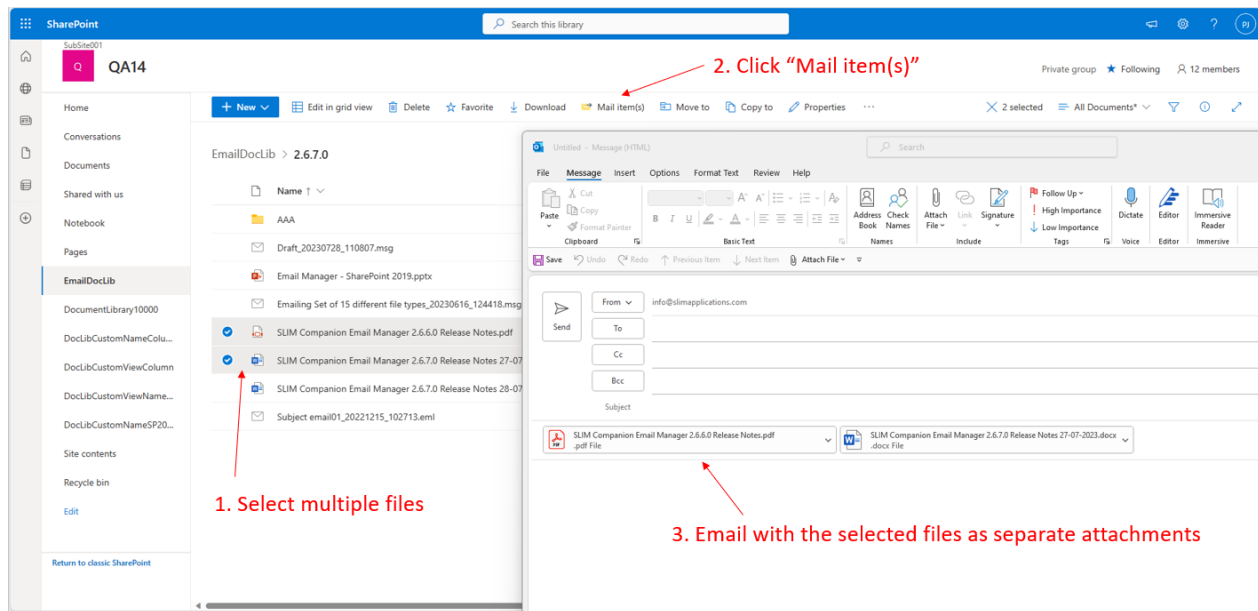 SharePoint
Search this library
PJ
SubSite001
Q
QA14
2. Click “Mail item(s)”
Private group
Following
12 members
Home
Conversations
Documents
Shared with us
Notebook
Pages
EmailDocLib
DocumentLibrary10000
DocLibCustomNameColu...
DocLibCustomViewColumn
DocLibCustomViewName...
DocLibCustomNameSP20...
Site contents
Recycle bin
Edit
Return to classic SharePoint
+ New
Edit in grid view
Delete
Favorite
Download
Mail item(s)
Move to
Copy to
Properties
...
2 selected
All Documents*
EmailDocLib > 2.6.7.0
Name ↑
AAA
Draft_20230728_110807.msg
Email Manager - SharePoint 2019.pptx
Emailing Set of 15 different file types_20230616_124418.msg
SLIM Companion Email Manager 2.6.6.0 Release Notes.pdf
SLIM Companion Email Manager 2.6.7.0 Release Notes 27-07
SLIM Companion Email Manager 2.6.7.0 Release Notes 28-07
Subject email01_20221215_102713.eml
1. Select multiple files
Untitled - Message (HTML)
Search
File
Message
Insert
Options
Format Text
Review
Help
Paste
Cut
Copy
Format Painter
Clipboard
B I U
Basic Text
Address Book
Check Names
Names
Attach File
Link
Signature
Include
Follow Up
High Importance
Low Importance
Tags
Dictate
Voice
Editor
Editor
Immersive Reader
Immersive
Save
Undo
Redo
Previous Item
Next Item
Attach File
Send
From
info@slimapplications.com
To
Cc
Bcc
Subject
SLIM Companion Email Manager 2.6.6.0 Release Notes.pdf
.pdf File
SLIM Companion Email Manager 2.6.7.0 Release Notes 27-07-2023.docx
.docx File
3. Email with the selected files as separate attachments